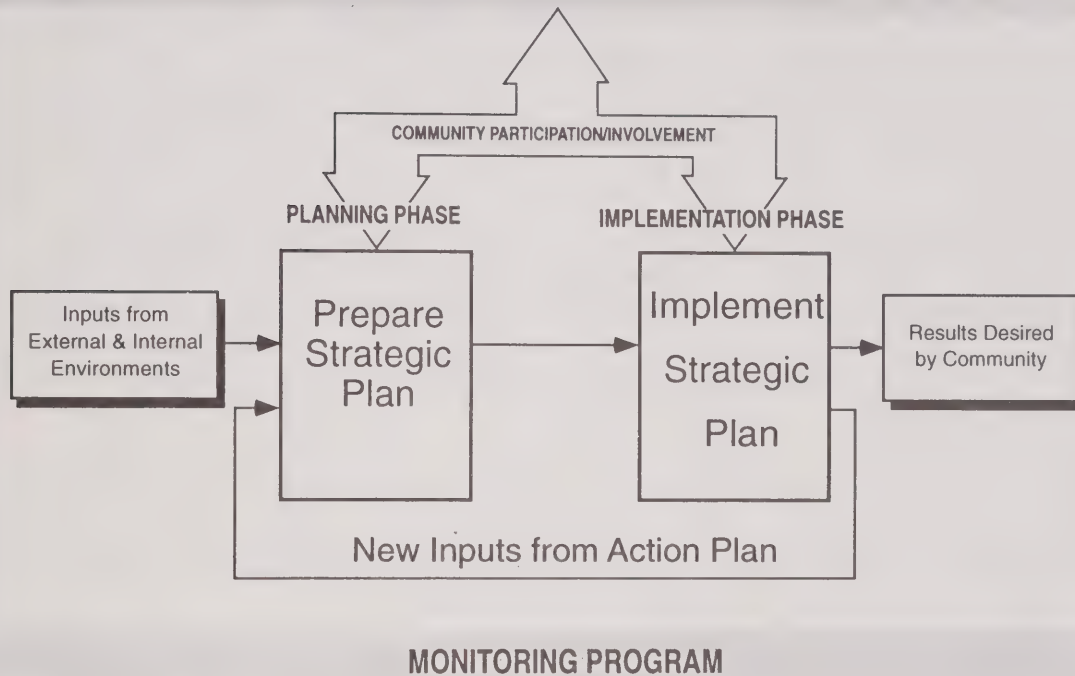 COMMUNITY PARTICIPATION/INVOLVEMENT
PLANNING PHASE
IMPLEMENTATION PHASE
Inputs from
External & Internal
Environments
Prepare
Strategic
Plan
Implement
Strategic
Plan
Results Desired
by Community
New Inputs from Action Plan
MONITORING PROGRAM